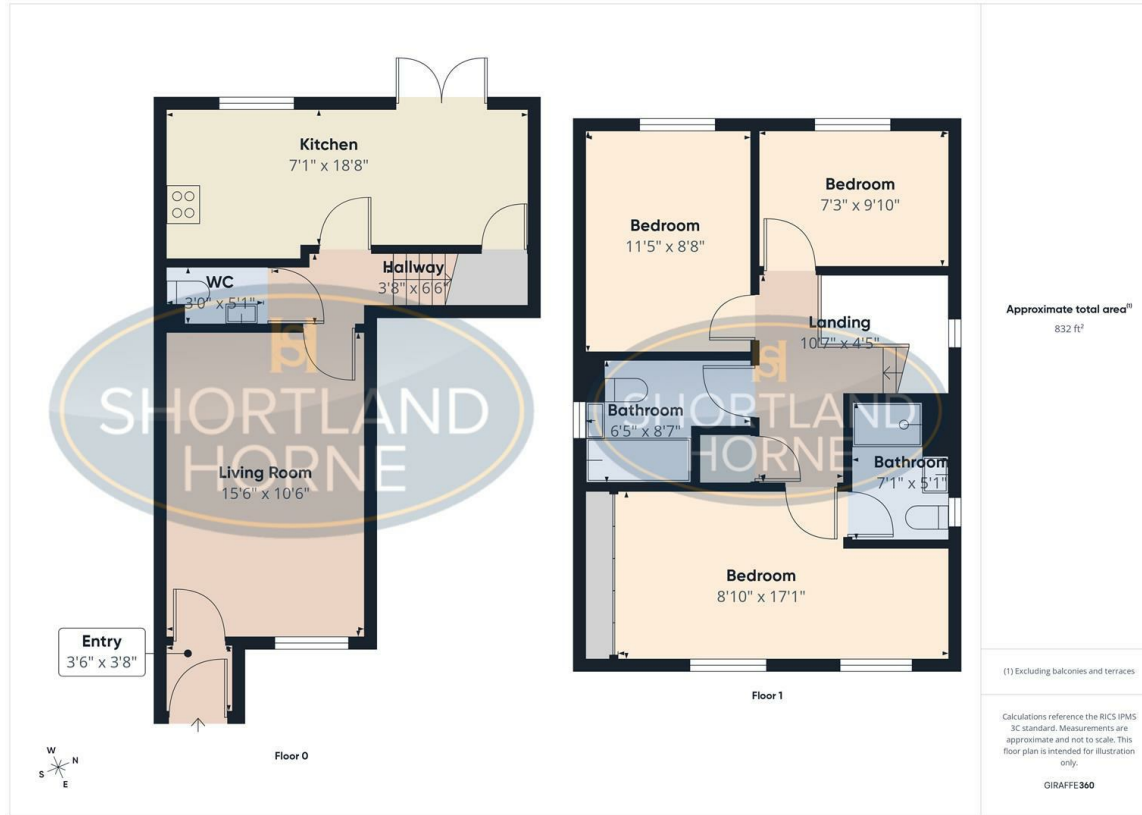 Kitchen
7'1" x 18'8"
WC
3'0" x 5'1"
Hallway
3'8" x 6'6"
SHORTLAND
HORNE
Living Room
15'6" x 10'6"
Entry
3'6" x 3'8"
Floor 0
W
N
S
E
Bedroom
11'5" x 8'8"
Bedroom
7'3" x 9'10"
Landing
10'7" x 4'5"
SHORTLAND
HORNE
Bathroom
6'5" x 8'7"
Bathroom
7'1" x 5'1"
Bedroom
8'10" x 17'1"
Floor 1
Approximate total area(1)
832 ft²
(1) Excluding balconies and terraces
Calculations reference the RICS IPMS
3C standard. Measurements are
approximate and not to scale. This
floor plan is intended for illustration
only.
GIRAFFE360